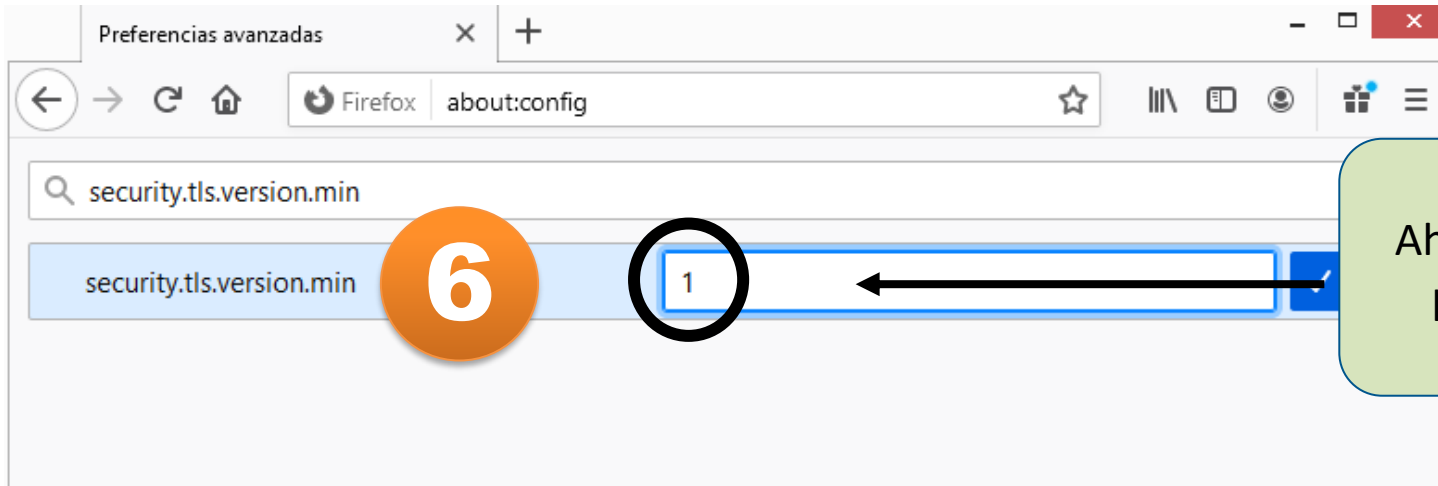 Preferencias avanzadas
Firefox about:config
security.tls.version.min
security.tls.version.min
6
1